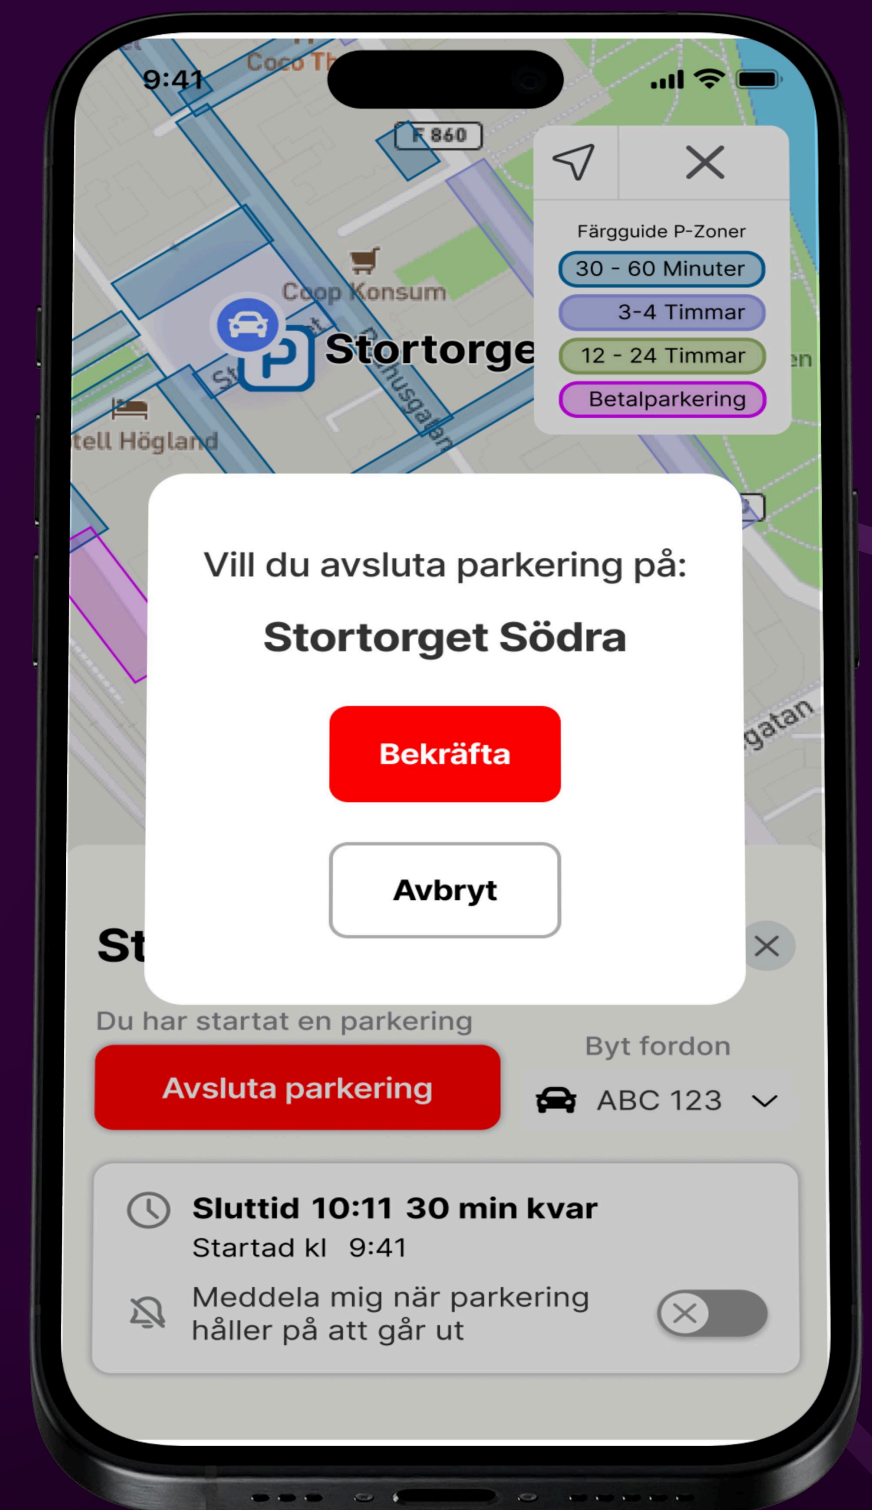 9:41
Coco Th
F 860
Färgguide P-Zoner
30 - 60 Minuter
3-4 Timmar
12 - 24 Timmar
Betalparkering
Coop Konsum
P
Stortorge
Rådhusgatan
en
tell Högland
Vill du avsluta parkering på:
Stortorget Södra
Bekräfta
Avbryt
gatan
St
Du har startat en parkering
Avsluta parkering
Byt fordon
ABC 123
Sluttid 10:11 30 min kvar
Startad kl 9:41
Meddela mig när parkering
håller på att går ut